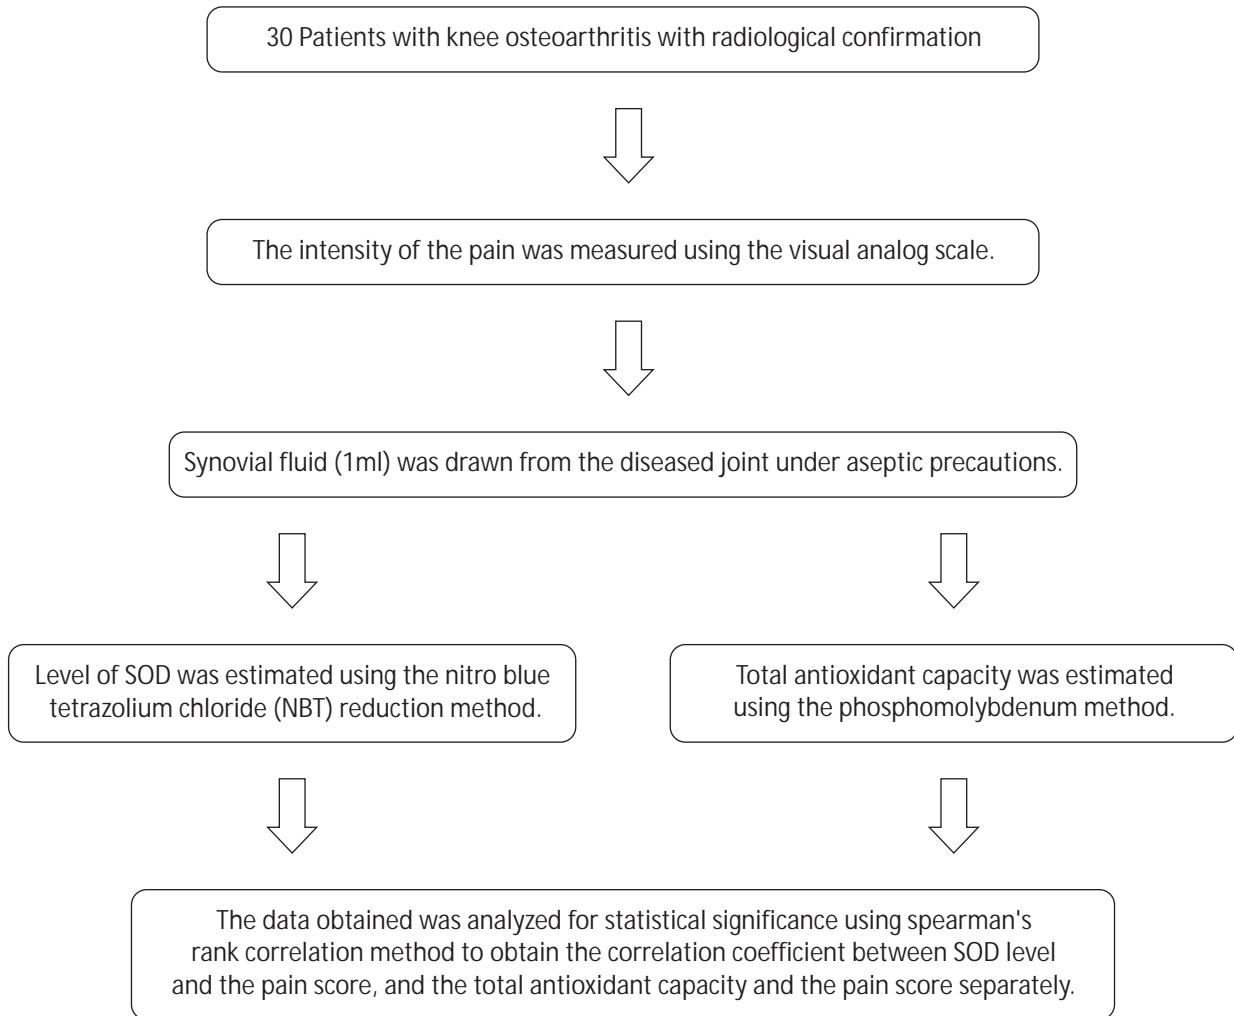 30 Patients with knee osteoarthritis with radiological confirmation
The intensity of the pain was measured using the visual analog scale.
Synovial fluid (1ml) was drawn from the diseased joint under aseptic precautions.
Level of SOD was estimated using the nitro blue
tetrazolium chloride (NBT) reduction method.
Total antioxidant capacity was estimated
using the phosphomolybdenum method.
The data obtained was analyzed for statistical significance using spearman's
rank correlation method to obtain the correlation coefficient between SOD level
and the pain score, and the total antioxidant capacity and the pain score separately.